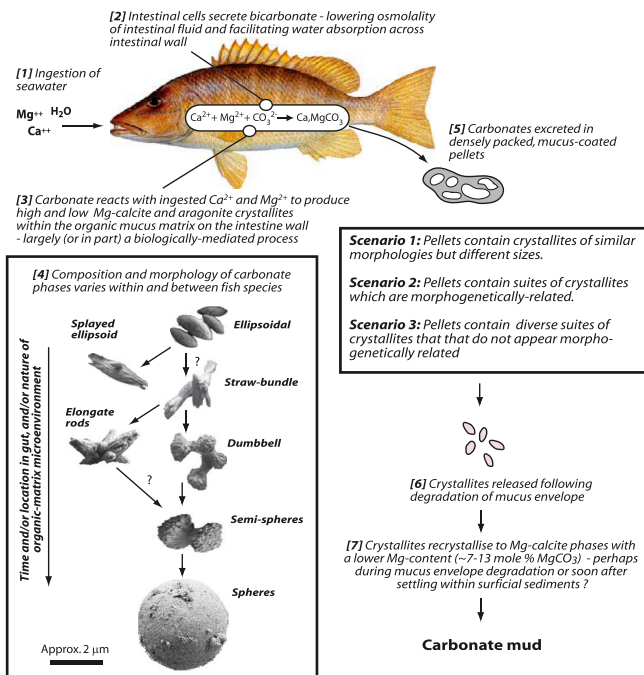 [2] Intestinal cells secrete bicarbonate - lowering osmolality
of intestinal fluid and facilitating water absorption across
intestinal wall
[1] Ingestion of
seawater
Mg++ H2O
Ca++
Ca2+ + Mg2+ + CO3 2- → Ca,MgCO3
[5] Carbonates excreted in
densely packed, mucus-coated
pellets
[3] Carbonate reacts with ingested Ca2+ and Mg2+ to produce
high and low Mg-calcite and aragonite crystallites
within the organic mucus matrix on the intestine wall
- largely (or in part) a biologically-mediated process
[4] Composition and morphology of carbonate
phases varies within and between fish species
Splayed
ellipsoid
Ellipsoidal
?
Straw-bundle
Elongate
rods
Dumbbell
?
Semi-spheres
Spheres
Time and/or location in gut, and/or nature of
organic-matrix microenvironment
Approx. 2 μm
Scenario 1: Pellets contain crystallites of similar
morphologies but different sizes.
Scenario 2: Pellets contain suites of crystallites
which are morphogenetically-related.
Scenario 3: Pellets contain diverse suites of
crystallites that that do not appear morpho-
genetically related
[6] Crystallites released following
degradation of mucus envelope
[7] Crystallites recrystallise to Mg-calcite phases with
a lower Mg-content (~7-13 mole % MgCO3) - perhaps
during mucus envelope degradation or soon after
settling within surficial sediments ?
Carbonate mud